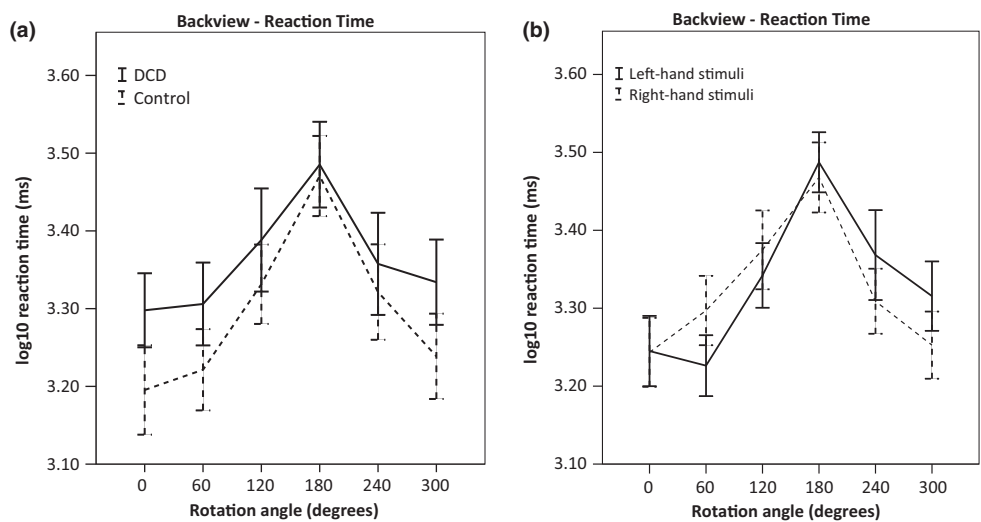 (a)
Backview - Reaction Time
DCD
Control
3.60
3.50
3.40
3.30
3.20
3.10
log10 reaction time (ms)
0 60 120 180 240 300
Rotation angle (degrees)
(b)
Backview - Reaction Time
Left-hand stimuli
Right-hand stimuli
3.60
3.50
3.40
3.30
3.20
3.10
log10 reaction time (ms)
0 60 120 180 240 300
Rotation angle (degrees)